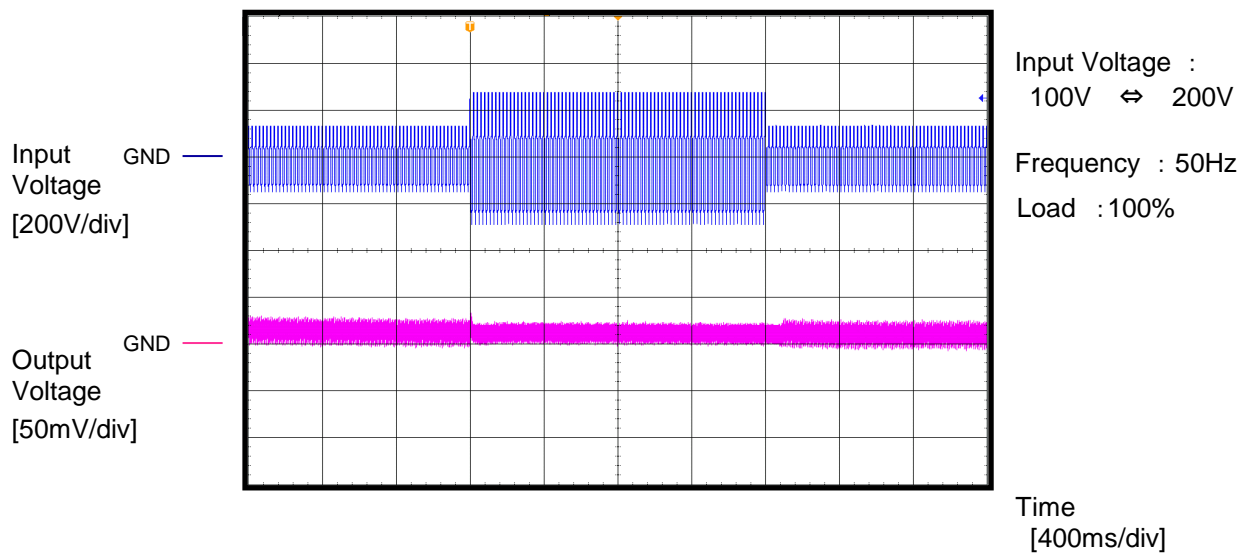 T
Input Voltage :
100V ⇔ 200V
Input
Voltage
[200V/div]
GND
Frequency : 50Hz
Load : 100%
Output
Voltage
[50mV/div]
GND
Time
[400ms/div]